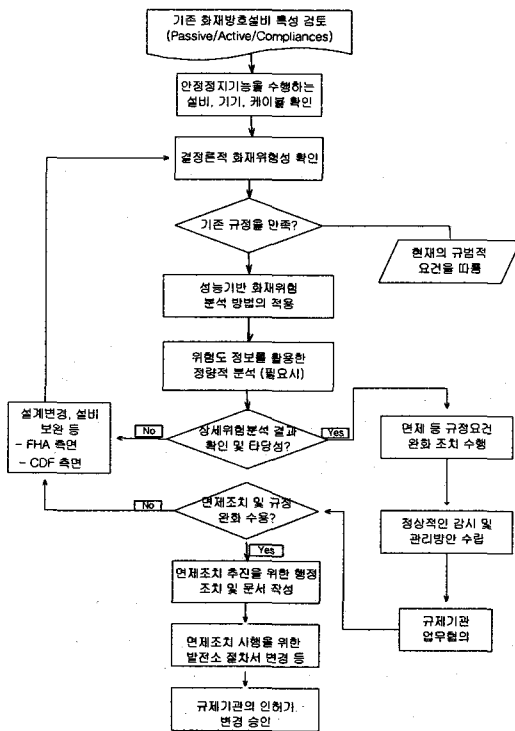 기존 화재방호설비 특성 검토
(Passive/Active/Compliances)
안정정지기능을 수행하는
설비, 기기, 케이블 확인
결정론적 화재위험성 확인
기존 규정을 만족?
현재의 규범적
요건을 따름
성능기반 화재위험
분석 방법의 적용
위험도 정보를 활용한
정량적 분석 (필요시)
설계변경, 설비
보완 등
- FHA 측면
- CDF 측면
No
상세위험분석 결과
확인 및 타당성?
Yes
면제 등 규정요건
완화 조치 수행
No
면제조치 및 규정
완화 수용?
Yes
정상적인 감시 및
관리방안 수립
면제조치 추진을 위한 행정
조치 및 문서 작성
규제기관
업무협의
면제조치 시행을 위한
발전소 절차서 변경 등
규제기관의 인허가
변경 승인